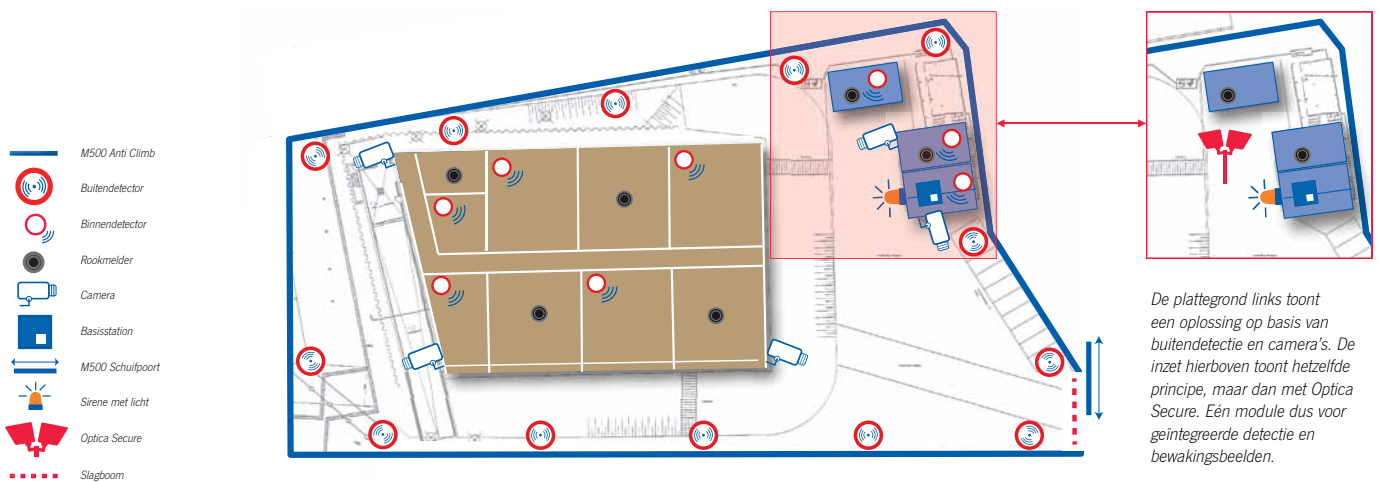 M500 Anti Climb
Buitendetector
Binnendetector
Rookmelder
Camera
Basisstation
M500 Schuifpoort
Sirene met licht
Optica Secure
Slagboom
De plattegrond links toont
een oplossing op basis van
buitendetectie en camera's. De
inzet hierboven toont hetzelfde
principe, maar dan met Optica
Secure. Eén module dus voor
geïntegreerde detectie en
bewakingsbeelden.